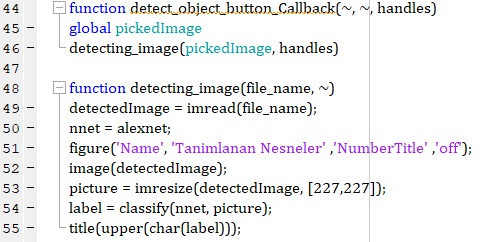 44 function detect_object_button_Callback(~, ~, handles)
45 global pickedImage
46 detecting_image(pickedImage, handles)
47
48 function detecting_image(file_name, ~)
49 detectedImage = imread(file_name);
50 nnet = alexnet;
51 figure('Name', 'Tanimlanan Nesneler' ,'NumberTitle' ,'off');
52 image(detectedImage);
53 picture = imresize(detectedImage, [227,227]);
54 label = classify(nnet, picture);
55 title(upper(char(label)));